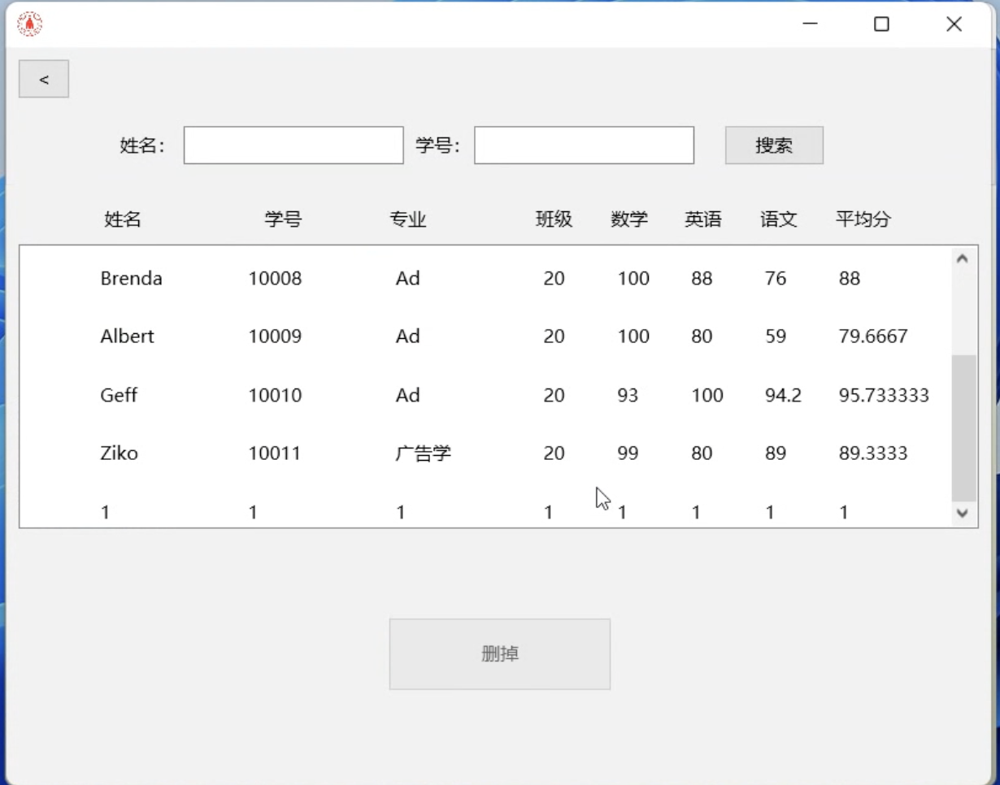 <
姓名： 学号： 搜索
姓名 学号 专业 班级 数学 英语 语文 平均分
Brenda 10008 Ad 20 100 88 76 88
Albert 10009 Ad 20 100 80 59 79.6667
Geff 10010 Ad 20 93 100 94.2 95.733333
Ziko 10011 广告学 20 99 80 89 89.3333
1 1 1 1 1 1 1 1
删掉